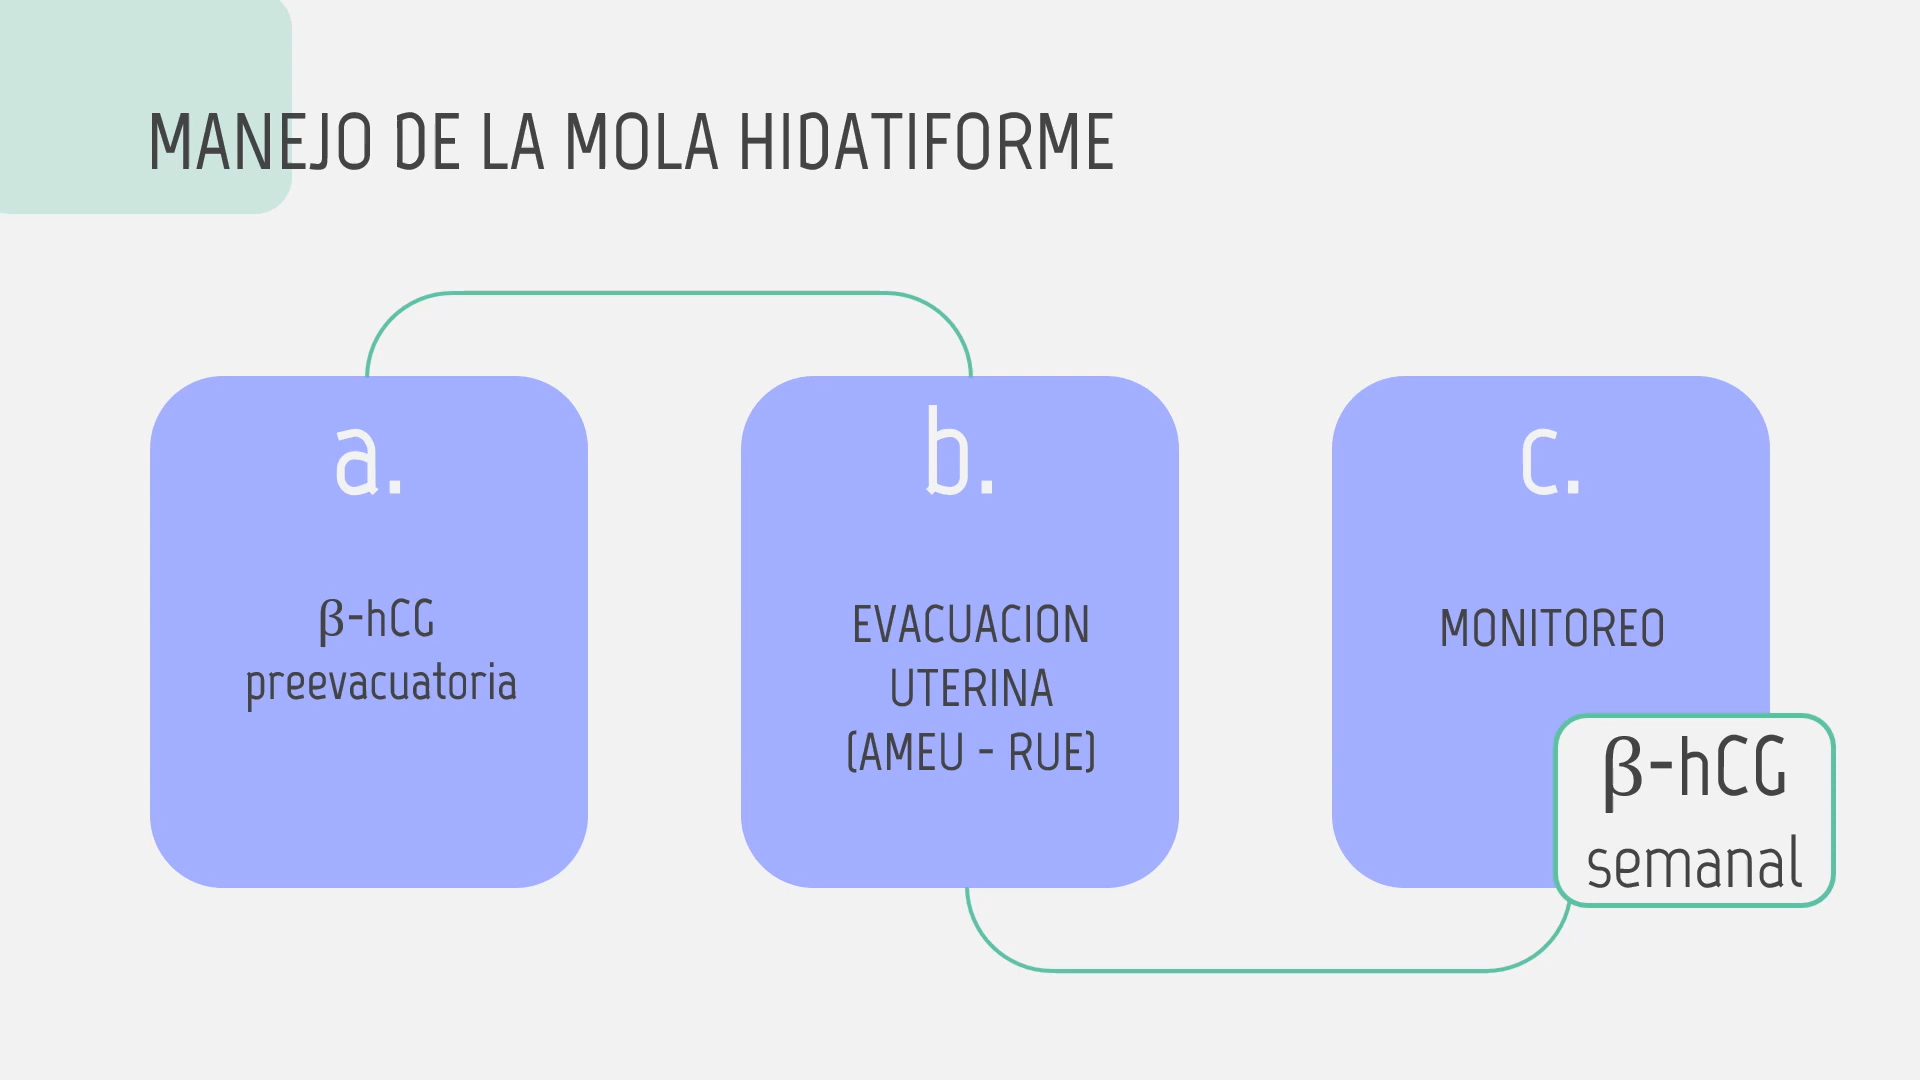 MANEJO DE LA MOLA HIDATIFORME
a.
β-hCG
preevacuatoria
b.
EVACUACION
UTERINA
(AMEU - RUE)
c.
MONITOREO
β-hCG
semanal